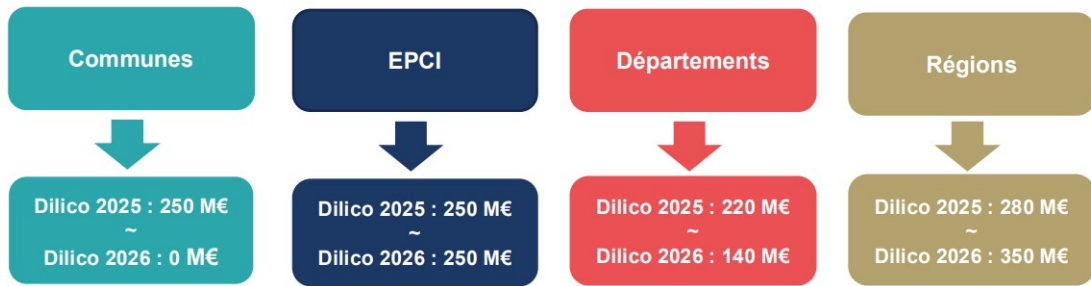 Communes
EPCI
Départements
Régions
Dilico 2025 : 250 M€
~
Dilico 2026 : 0 M€
Dilico 2025 : 250 M€
~
Dilico 2026 : 250 M€
Dilico 2025 : 220 M€
~
Dilico 2026 : 140 M€
Dilico 2025 : 280 M€
~
Dilico 2026 : 350 M€